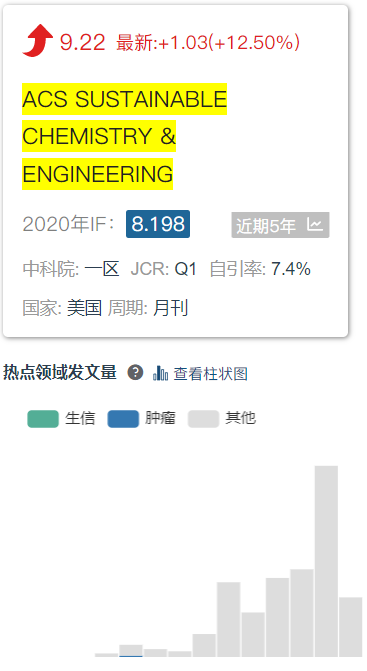 9.22 最新:+1.03(+12.50%)
ACS SUSTAINABLE
CHEMISTRY &
ENGINEERING
2020年IF: 8.198 近期5年
中科院: 一区 JCR: Q1 自引率: 7.4%
国家: 美国 周期: 月刊
热点领域发文量 ? 查看柱状图
生信 肿瘤 其他